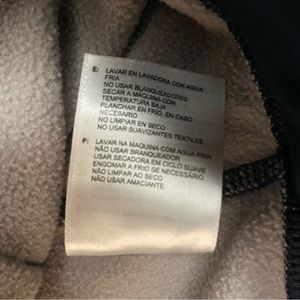 E: LAVAR EN LAVADORA CON AGUA
FRIA
NO USAR BLANQUEADORES
SECAR A MAQUINA CON
TEMPERATURA BAJA
PLANCHAR EN FRÍO, EN CASO
NECESARIO
NO LIMPIAR EN SECO
NO USAR SUAVIZANTES TEXTILES
P: LAVAR NA MAQUINA COM AGUA FRIA
NÃO USAR BRANQUEADOR
USAR SECADORA EM CICLO SUAVE
ENGOMAR A FRIO SE NECESSÁRIO
NÃO LIMPAR AO SECO
NÃO USAR AMACIANTE